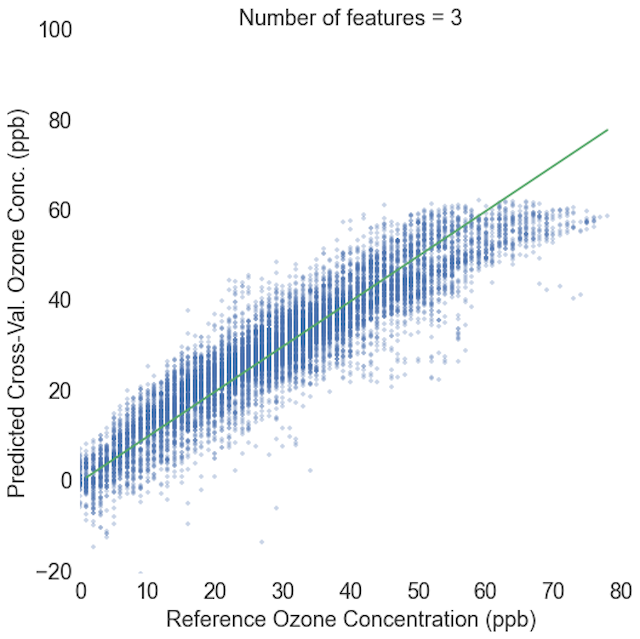 Number of features = 3
100
80
60
40
20
0
−20
Predicted Cross-Val. Ozone Conc. (ppb)
0 10 20 30 40 50 60 70 80
Reference Ozone Concentration (ppb)